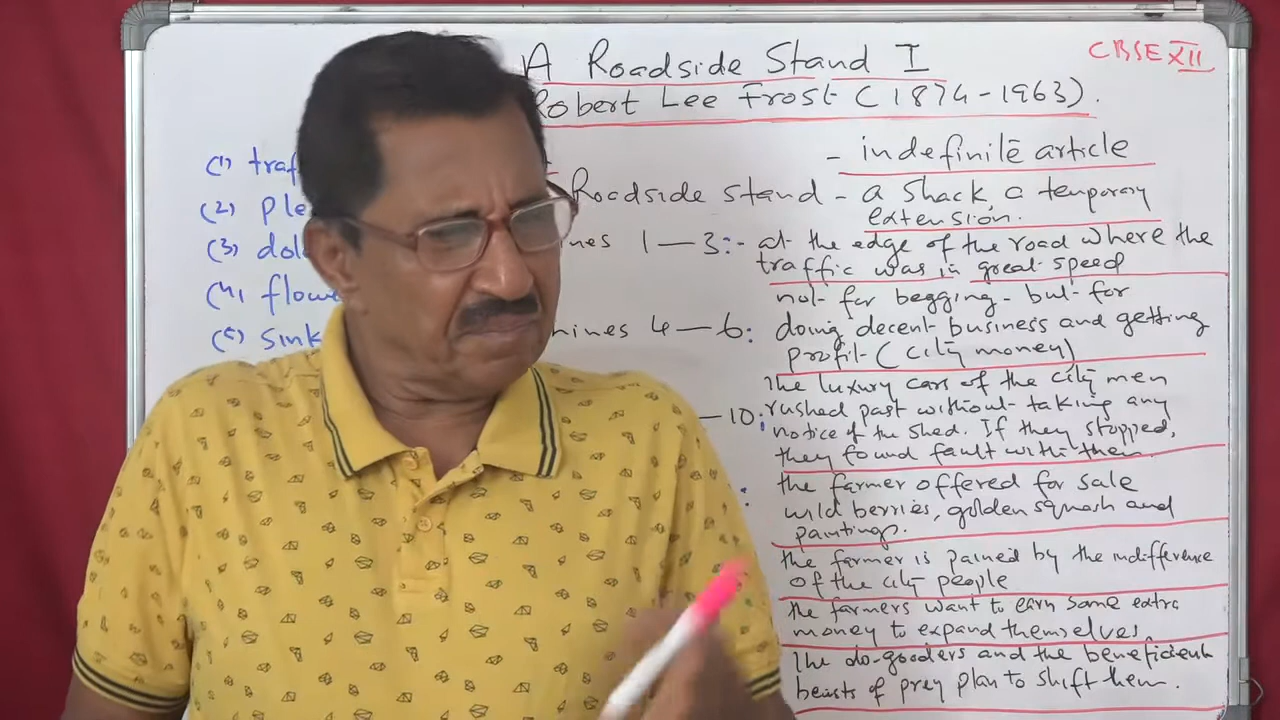 A Roadside Stand I
CBSE XII
Robert Lee Frost (1874-1963).
- indefinite article
Roadside stand - a shack, a temporary
extension.
(1)
(2)
(3)
(4)
(5) sink
1-3:- at the edge of the road where the
traffic was in great speed
not for begging - but for
Lines 4-6: doing decent business and getting
profit (city money)
The luxury cars of the city men
-10: rushed past without taking any
notice of the shed. If they stopped,
they found fault with them.
: the farmer offered for sale
wild berries, golden squash and
paintings.
the farmer is pained by the indifference
of the city people
the farmers want to earn some extra
money to expand themselves.
The do-gooders and the beneficient
beasts of prey plan to shift them.